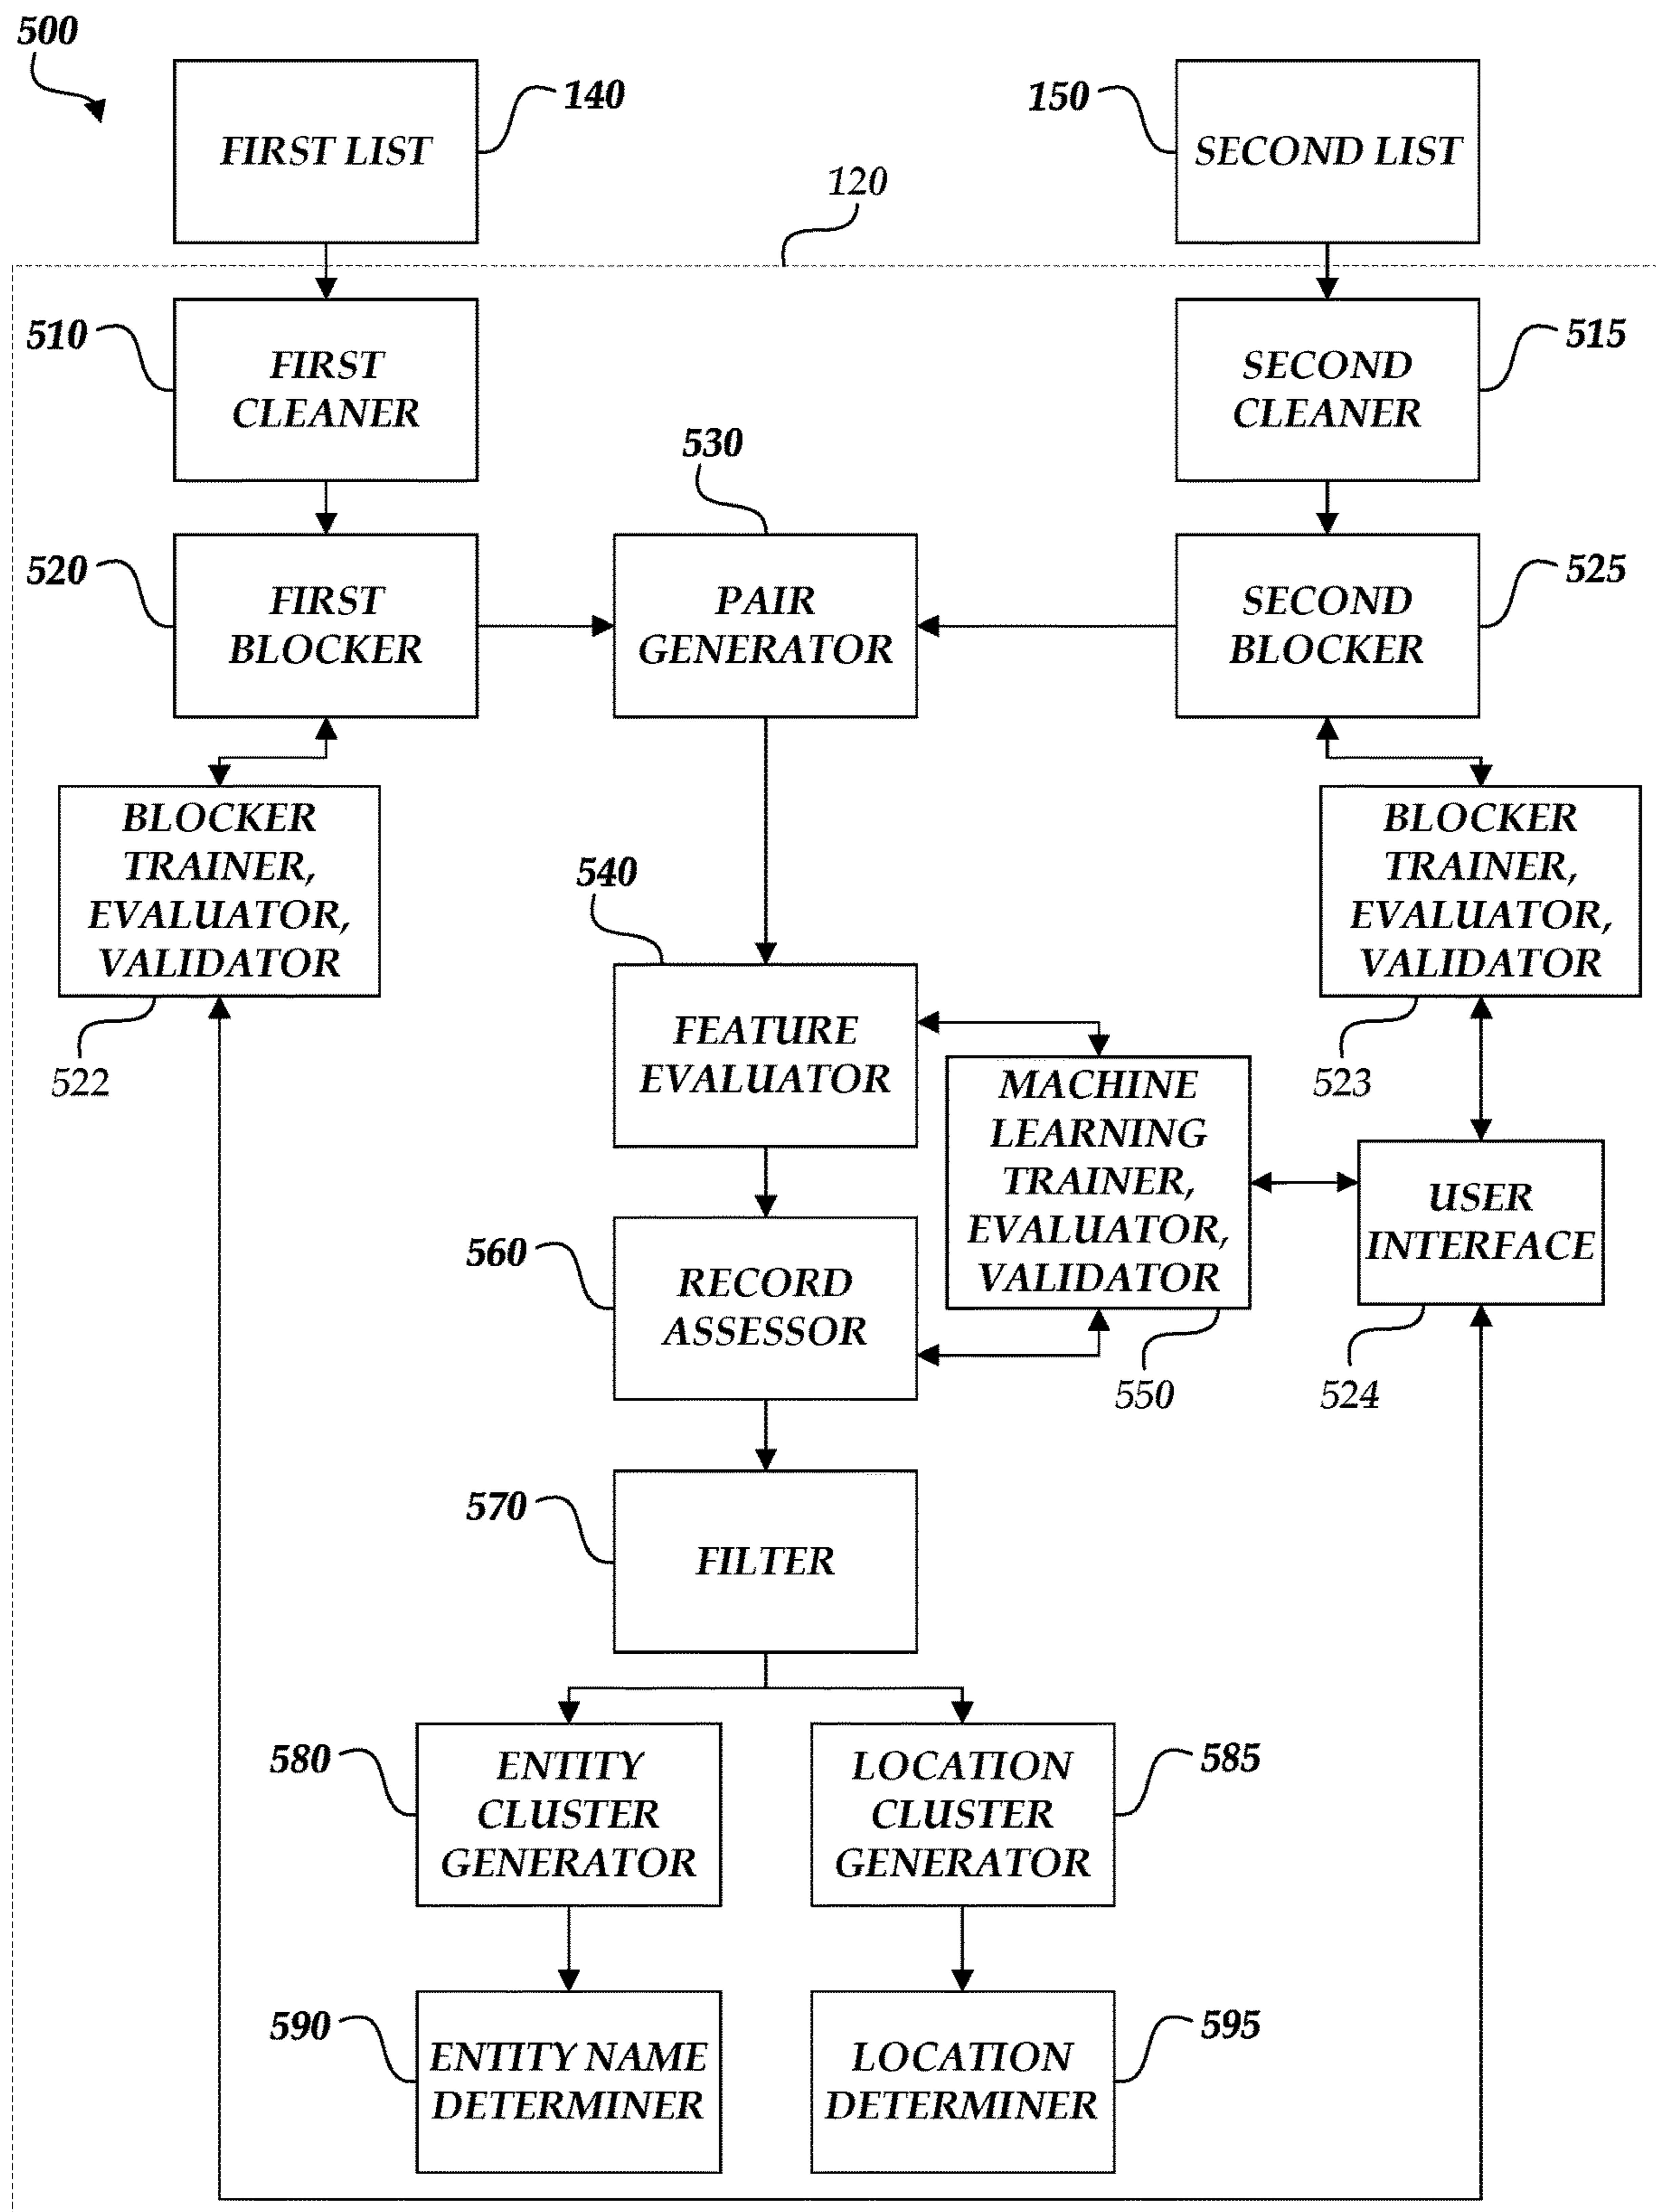 500
FIRST LIST
140
150
SECOND LIST
120
510
FIRST
CLEANER
SECOND
CLEANER
515
530
520
FIRST
BLOCKER
PAIR
GENERATOR
SECOND
BLOCKER
525
BLOCKER
TRAINER,
EVALUATOR,
VALIDATOR
522
540
BLOCKER
TRAINER,
EVALUATOR,
VALIDATOR
523
FEATURE
EVALUATOR
MACHINE
LEARNING
TRAINER,
EVALUATOR,
VALIDATOR
550
USER
INTERFACE
524
560
RECORD
ASSESSOR
570
FILTER
580
ENTITY
CLUSTER
GENERATOR
LOCATION
CLUSTER
GENERATOR
585
590
ENTITY NAME
DETERMINER
LOCATION
DETERMINER
595